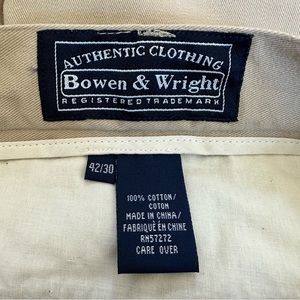 AUTHENTIC CLOTHING
Bowen & Wright
REGISTERED TRADEMARK
42/30
100% COTTON/
COTON
MADE IN CHINA/
FABRIQUÉ EN CHINE
RN57272
CARE OVER